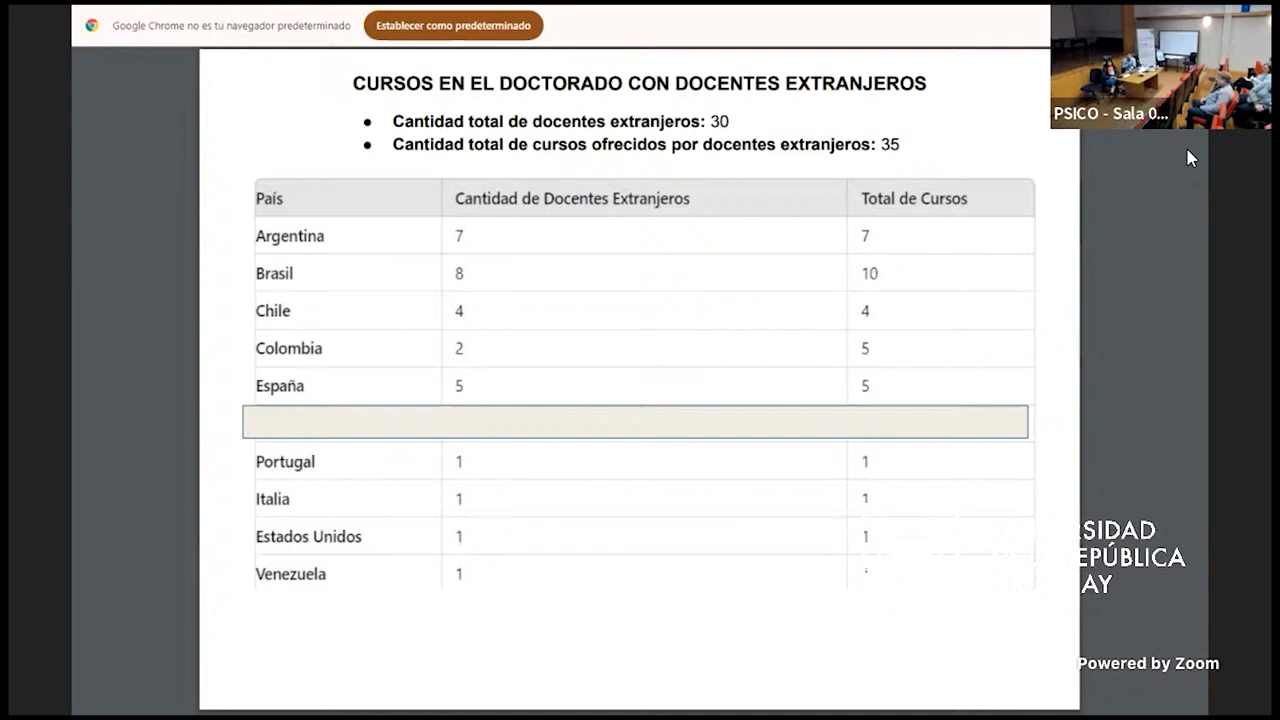 Google Chrome no es tu navegador predeterminado Establecer como predeterminado
PSICO - Sala 0...
CURSOS EN EL DOCTORADO CON DOCENTES EXTRANJEROS
● Cantidad total de docentes extranjeros: 30
● Cantidad total de cursos ofrecidos por docentes extranjeros: 35
País Cantidad de Docentes Extranjeros Total de Cursos
Argentina 7 7
Brasil 8 10
Chile 4 4
Colombia 2 5
España 5 5
Portugal 1 1
Italia 1 1
Estados Unidos 1 1
Venezuela 1
RSIDAD
EPÚBLICA
AY
Powered by Zoom